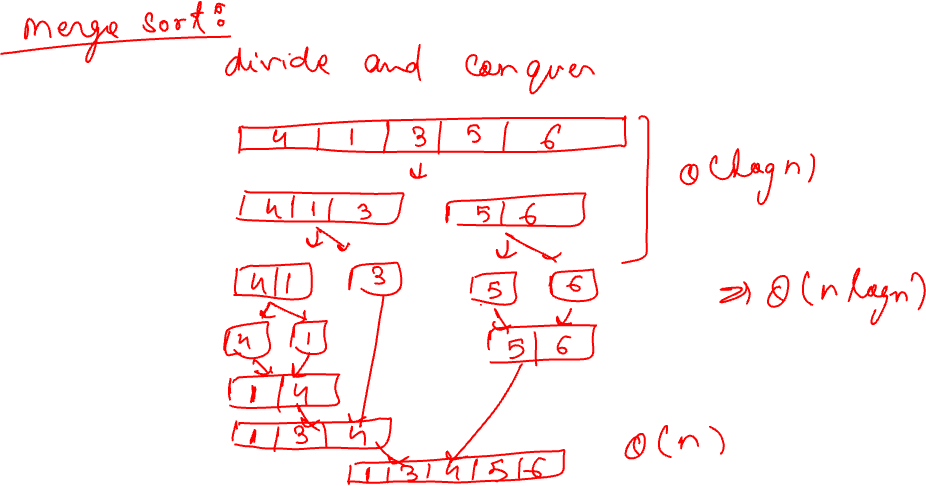 merge sort:
divide and conquer
4 1 3 5 6
O(logn)
4 1 3 5 6
4 1 3 5 6
⇒ O(nlogn)
4 1 5 6
1 4
1 3 4
O(n)
1 3 4 5 6